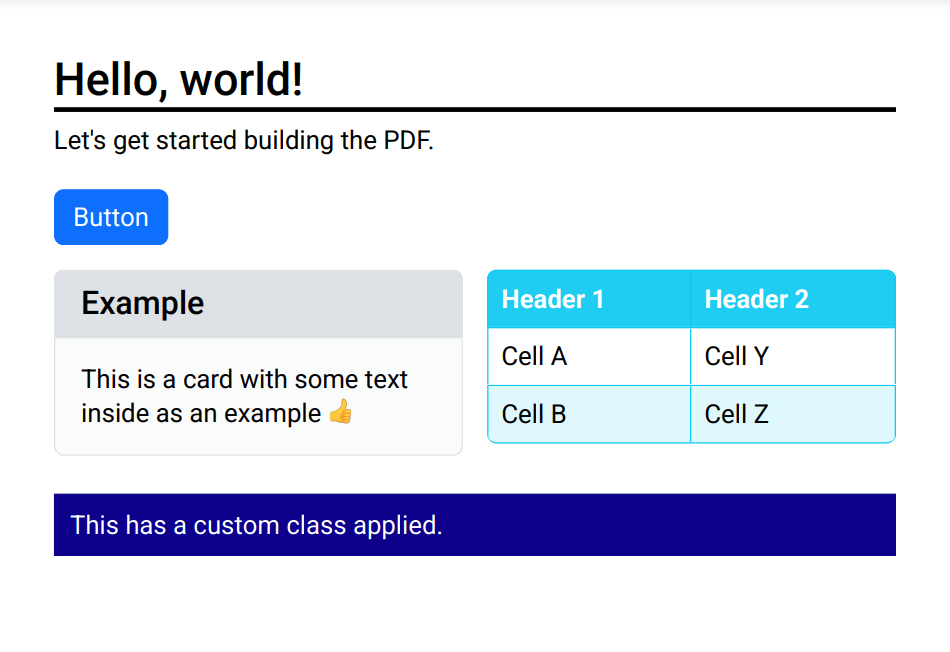 Hello, world!
Let's get started building the PDF.
Button
Example
This is a card with some text
inside as an example 👍
Header 1 Header 2
Cell A Cell Y
Cell B Cell Z
This has a custom class applied.